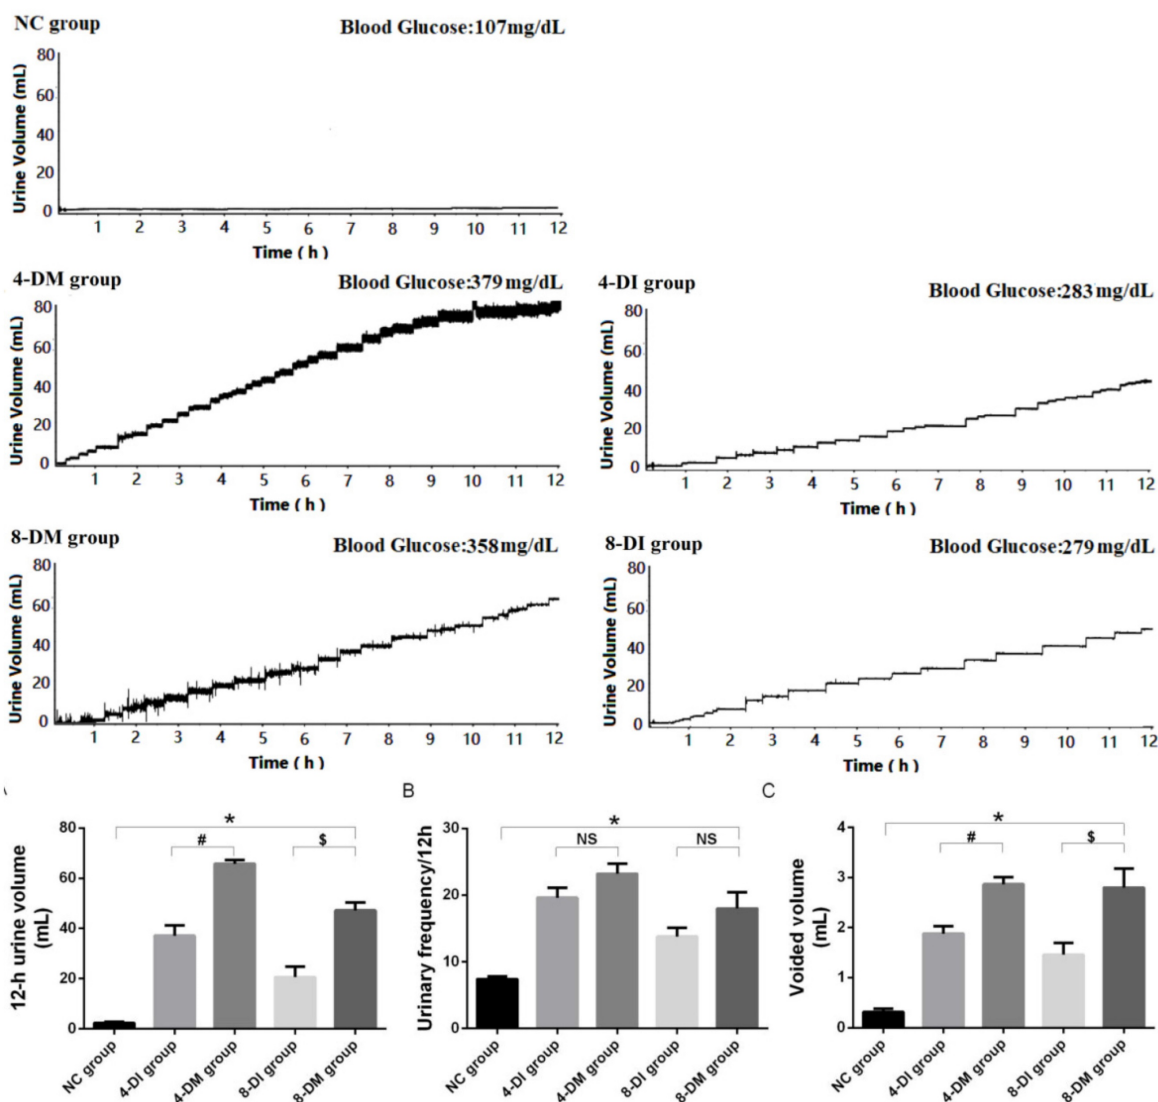 NC group
Blood Glucose:107mg/dL
Urine Volume (mL)
80
60
40
20
0
1 2 3 4 5 6 7 8 9 10 11 12
Time ( h )
4-DM group
Blood Glucose:379mg/dL
Urine Volume (mL)
80
60
40
20
0
1 2 3 4 5 6 7 8 9 10 11 12
Time ( h )
4-DI group
Blood Glucose:283mg/dL
Urine Volume (mL)
80
60
40
20
0
1 2 3 4 5 6 7 8 9 10 11 12
Time ( h )
8-DM group
Blood Glucose:358mg/dL
Urine Volume (mL)
80
60
40
20
0
1 2 3 4 5 6 7 8 9 10 11 12
Time ( h )
8-DI group
Blood Glucose:279mg/dL
Urine Volume (mL)
80
60
40
20
0
1 2 3 4 5 6 7 8 9 10 11 12
Time ( h )
12-h urine volume
(mL)
80
60
40
20
0
*
# $
NC group
4-DI group
4-DM group
8-DI group
8-DM group
B
Urinary frequency/12h
30
20
10
0
*
NS NS
NC group
4-DI group
4-DM group
8-DI group
8-DM group
C
Voided volume
(mL)
4
3
2
1
0
*
# $
NC group
4-DI group
4-DM group
8-DI group
8-DM group